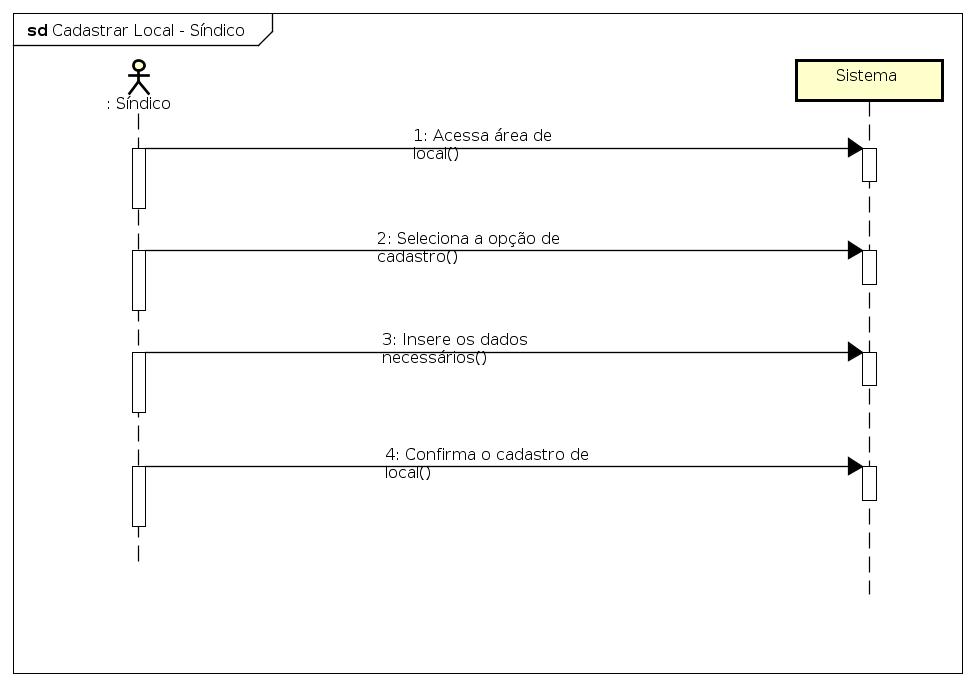 sd Cadastrar Local - Síndico
: Síndico
Sistema
1: Acessa área de
local()
2: Seleciona a opção de
cadastro()
3: Insere os dados
necessários()
4: Confirma o cadastro de
local()